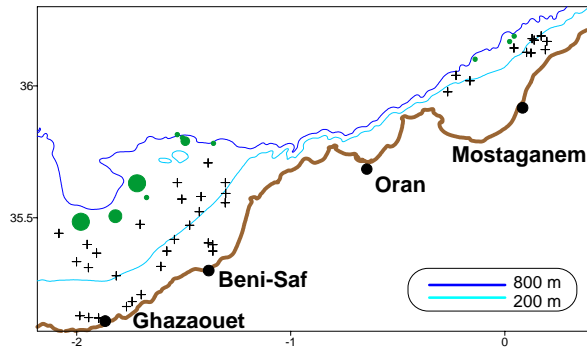 36
Mostaganem
Oran
35.5
Beni-Saf
800 m
200 m
Ghazaouet
-2
-1
0